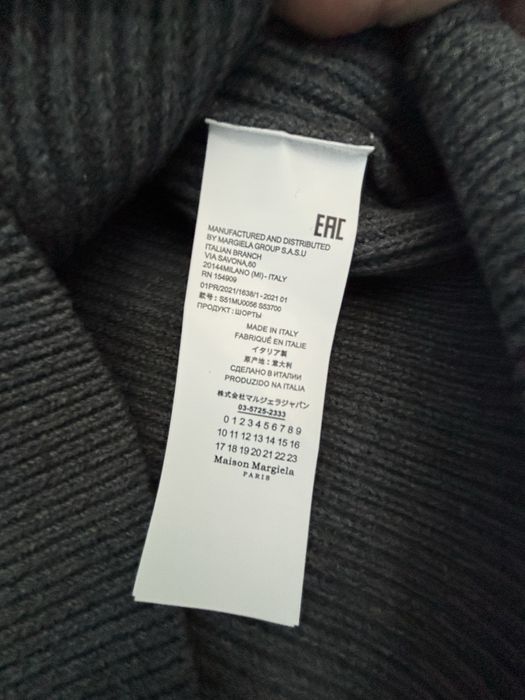 EAC
MANUFACTURED AND DISTRIBUTED
BY MARGIELA GROUP S.A.S.U
ITALIAN BRANCH
VIA SAVONA,60
20144MILANO (MI) - ITALY
RN 154909
01PR/2021/1638/1 - 2021 01
款号: S51MU0056 S53700
ПРОДУКТ: ШОРТЫ
MADE IN ITALY
FABRIQUÉ EN ITALIE
イタリア製
原产地: 意大利
СДЕЛАНО В ИТАЛИИ
PRODUZIDO NA ITALIA
株式会社マルジェラジャパン
03-5725-2333
0 1 2 3 4 5 6 7 8 9
10 11 12 13 14 15 16
17 18 19 20 21 22 23
Maison Margiela
PARIS